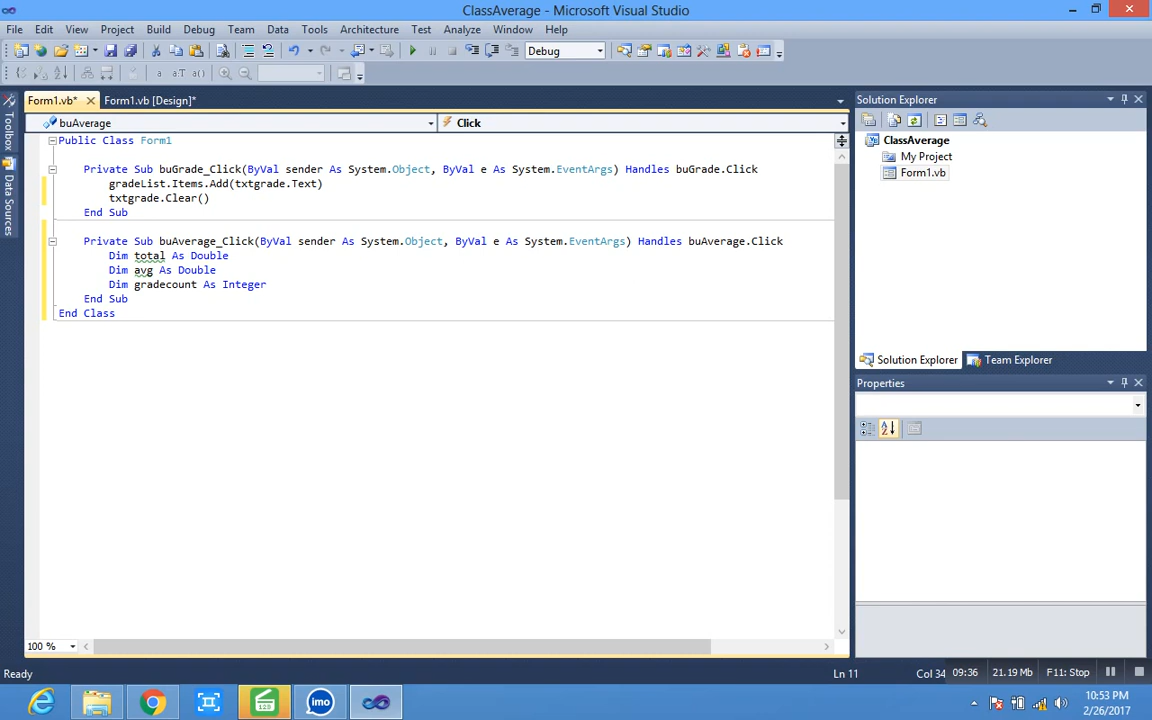 ClassAverage - Microsoft Visual Studio
File Edit View Project Build Debug Team Data Tools Architecture Test Analyze Window Help
Debug
Form1.vb* Form1.vb [Design]*
buAverage Click
Public Class Form1
Private Sub buGrade_Click(ByVal sender As System.Object, ByVal e As System.EventArgs) Handles buGrade.Click
gradeList.Items.Add(txtgrade.Text)
txtgrade.Clear()
End Sub
Private Sub buAverage_Click(ByVal sender As System.Object, ByVal e As System.EventArgs) Handles buAverage.Click
Dim total As Double
Dim avg As Double
Dim gradecount As Integer
End Sub
End Class
100 %
Toolbox
Data Sources
Solution Explorer
ClassAverage
My Project
Form1.vb
Solution Explorer Team Explorer
Properties
Ready Ln 11 Col 34 09:36 21.19 Mb F11: Stop
123
imo
10:53 PM
2/26/2017